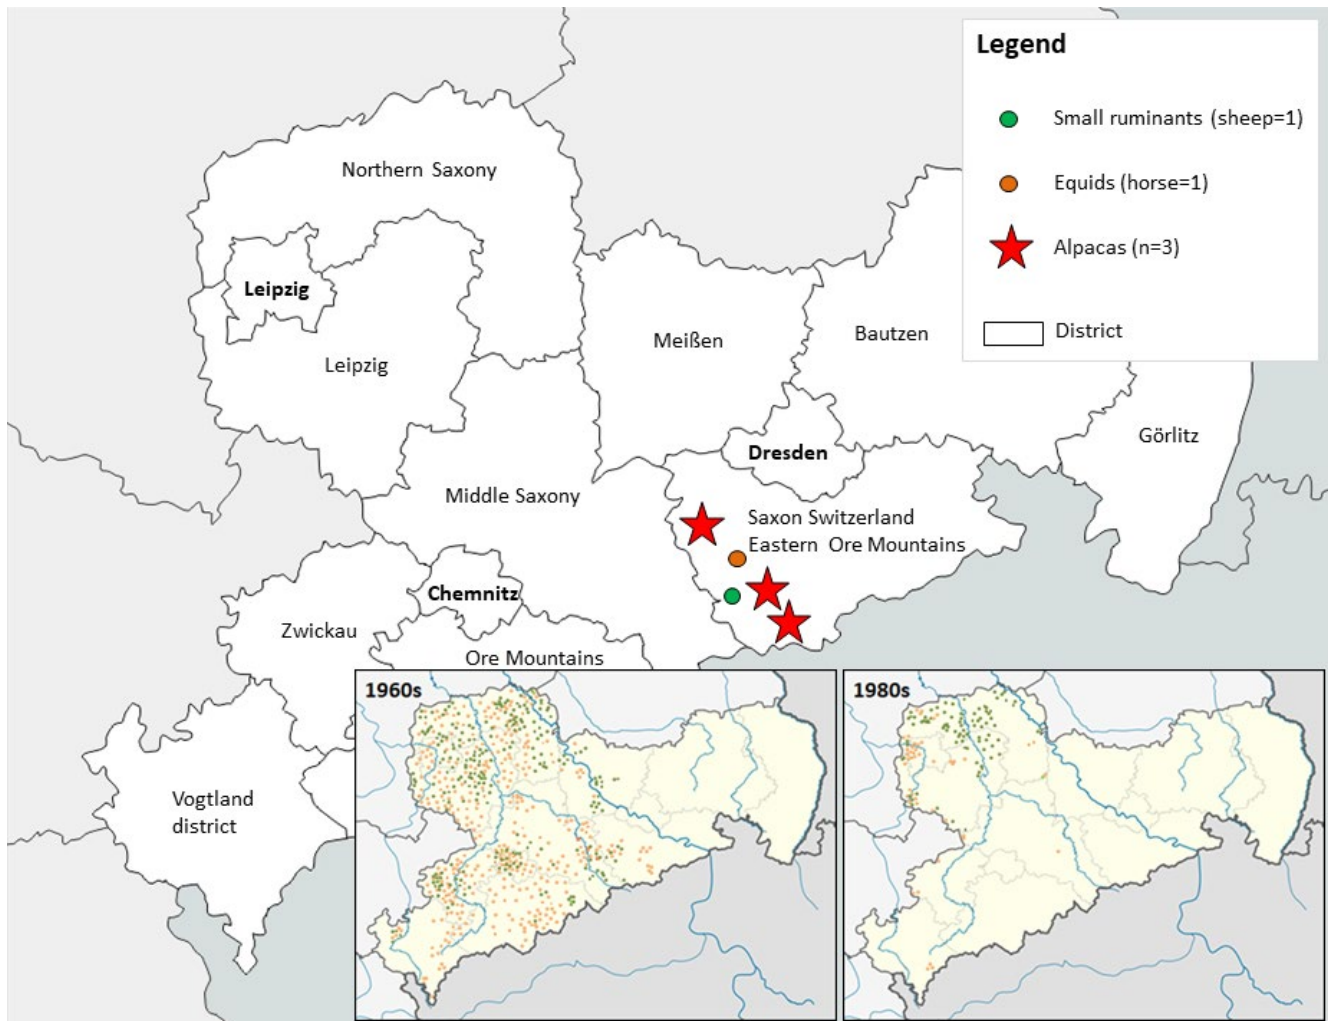 Legend
Small ruminants (sheep=1)
Equids (horse=1)
Alpacas (n=3)
District
Northern Saxony
Leipzig
Leipzig
Meißen
Bautzen
Görlitz
Dresden
Middle Saxony
Saxon Switzerland
Eastern Ore Mountains
Chemnitz
Zwickau
Ore Mountains
Vogtland
district
1960s
1980s